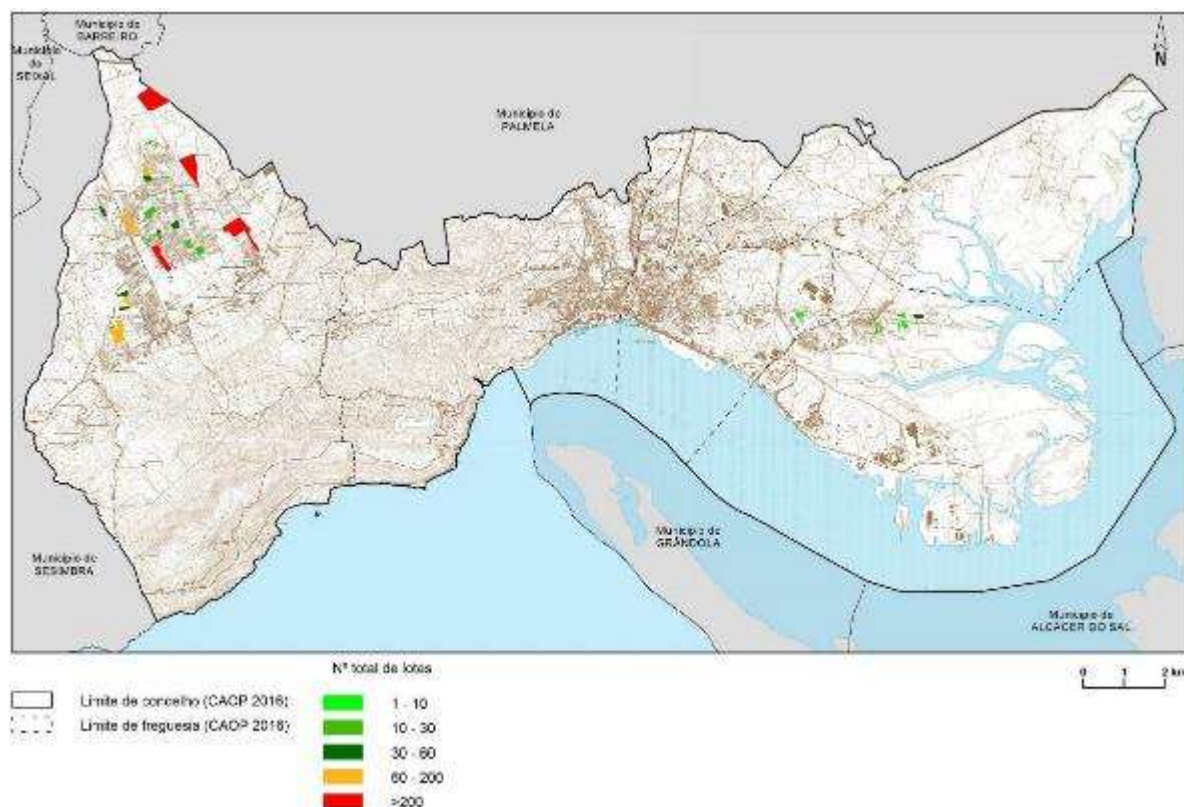 Município do
BARREIRO
Município
do
SEIXAL
N
Município de
PALMELA
Município de
SESIMBRA
Município de
GRÂNDOLA
Município de
ALCÁCER DO SAL
0 1 2 km
Nº total de lotes
Limite de concelho (CAOP 2016)
Limite de freguesia (CAOP 2016)
1 - 10
10 - 30
30 - 60
60 - 200
>200